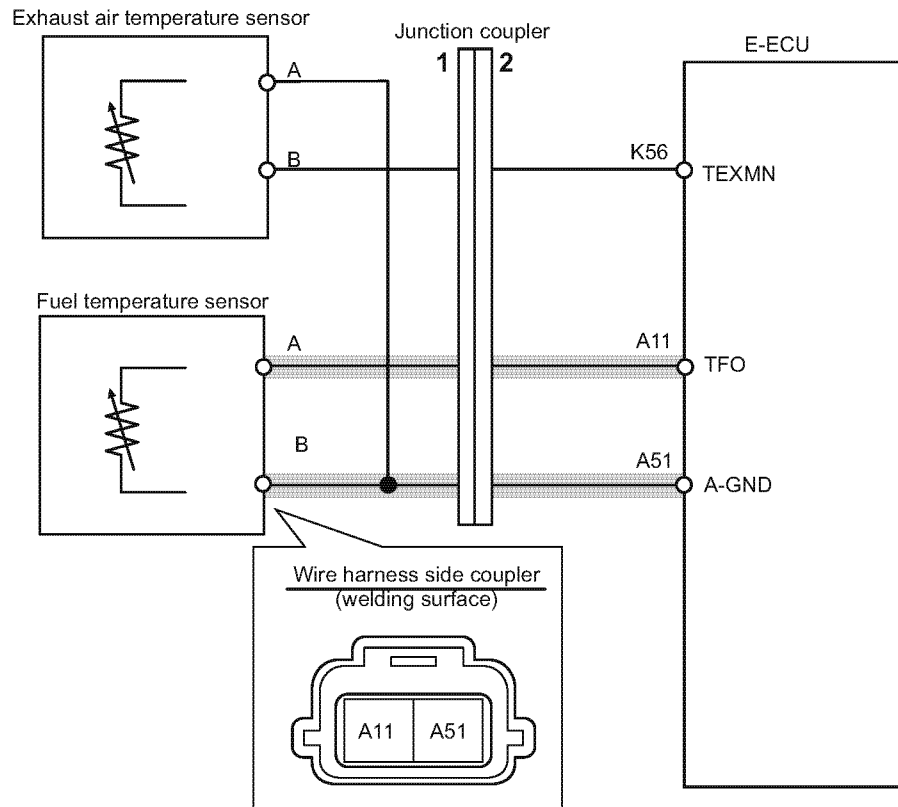 Exhaust air temperature sensor
A
B
Junction coupler
1 2
E-ECU
K56
TEXMN
Fuel temperature sensor
A
A11
TFO
B
A51
A-GND
Wire harness side coupler
(welding surface)
A11
A51